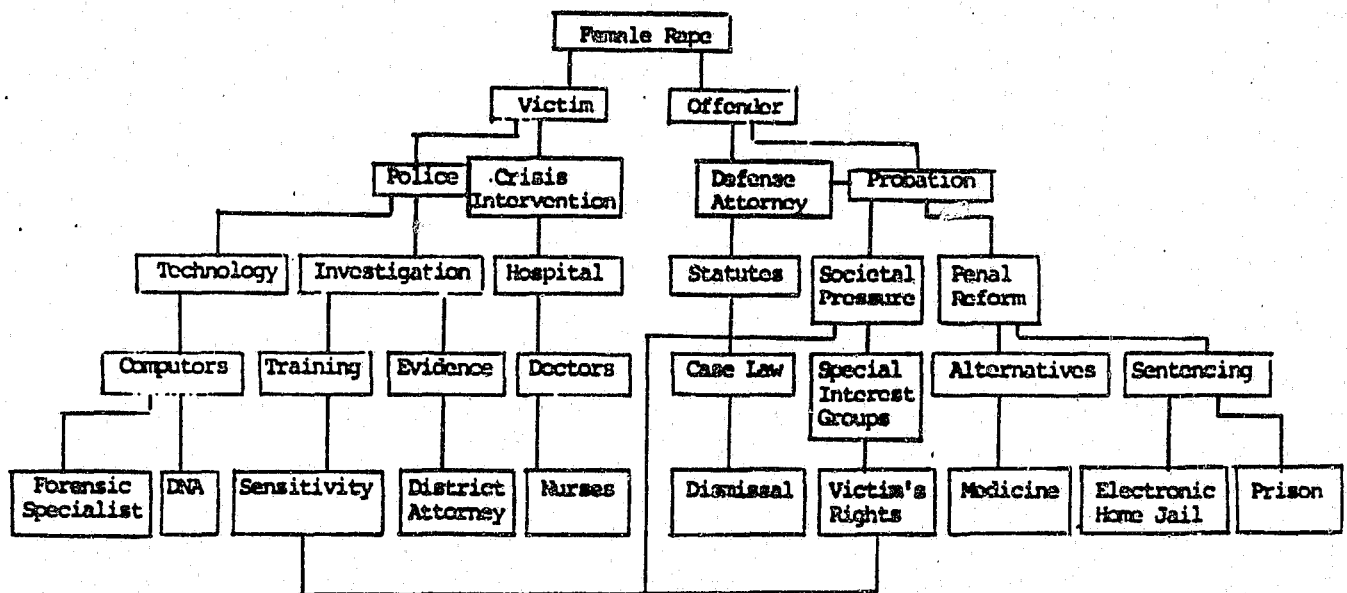 Female Rape
Victim
Offender
Police
Crisis
Intervention
Defense
Attorney
Probation
Technology
Investigation
Hospital
Statutes
Societal
Pressure
Penal
Reform
Computors
Training
Evidence
Doctors
Case Law
Special
Interest
Groups
Alternatives
Sentencing
Forensic
Specialist
DNA
Sensitivity
District
Attorney
Nurses
Dismissal
Victim's
Rights
Medicine
Electronic
Home Jail
Prison